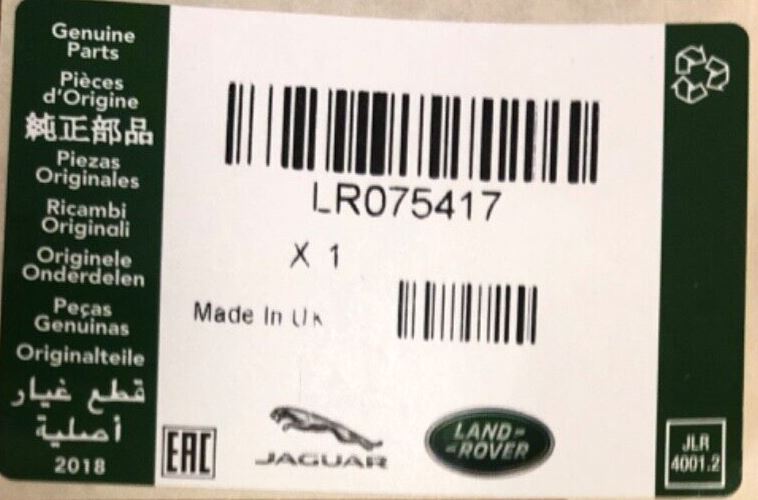 Genuine
Parts
Pièces
d'Origine
純正部品
Piezas
Originales
Ricambi
Originali
Originele
Onderdelen
Peças
Genuinas
Originalteile
قطع غيار
أصلية
2018
LR075417
X 1
Made In UK
EAC
JAGUAR
LAND-
-ROVER
JLR
4001.2